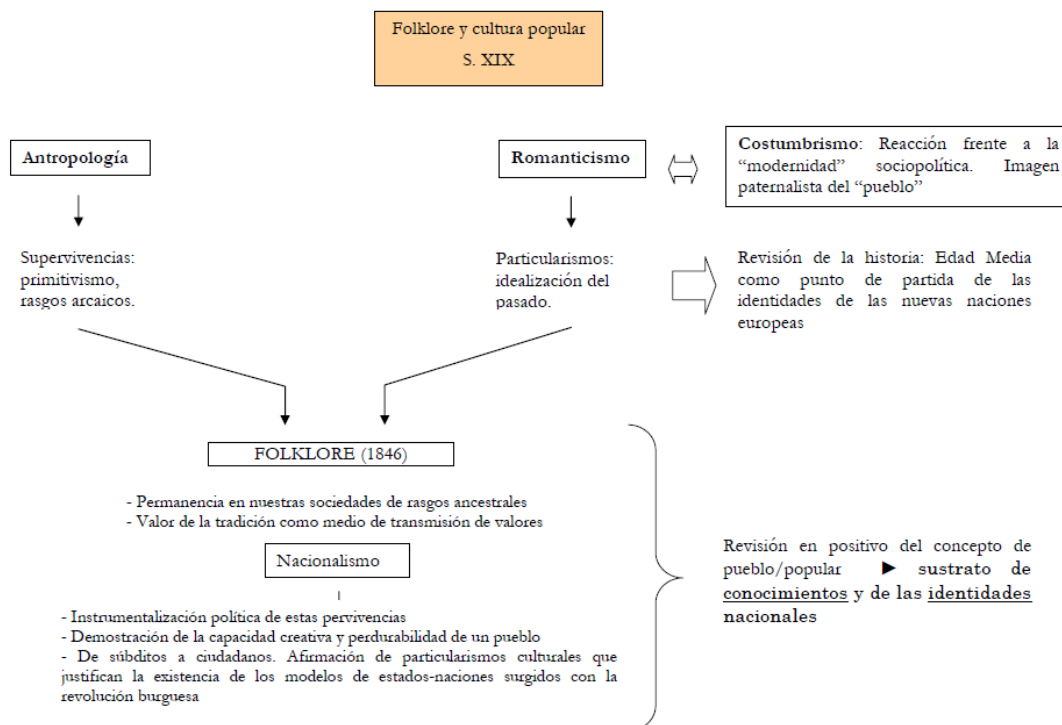 Folklore y cultura popular
S. XIX
Antropología
Romanticismo
Costumbrismo: Reacción frente a la
“modernidad” sociopolítica. Imagen
paternalista del “pueblo”
Supervivencias:
primitivismo,
rasgos arcaicos.
Particularismos:
idealización del
pasado.
Revisión de la historia: Edad Media
como punto de partida de las
identidades de las nuevas naciones
europeas
FOLKLORE (1846)
- Permanencia en nuestras sociedades de rasgos ancestrales
- Valor de la tradición como medio de transmisión de valores
Nacionalismo
- Instrumentalización política de estas pervivencias
- Demostración de la capacidad creativa y perdurabilidad de un pueblo
- De súbditos a ciudadanos. Afirmación de particularismos culturales que
justifican la existencia de los modelos de estados-naciones surgidos con la
revolución burguesa
Revisión en positivo del concepto de
pueblo/popular ► sustrato de
conocimientos y de las identidades
nacionales